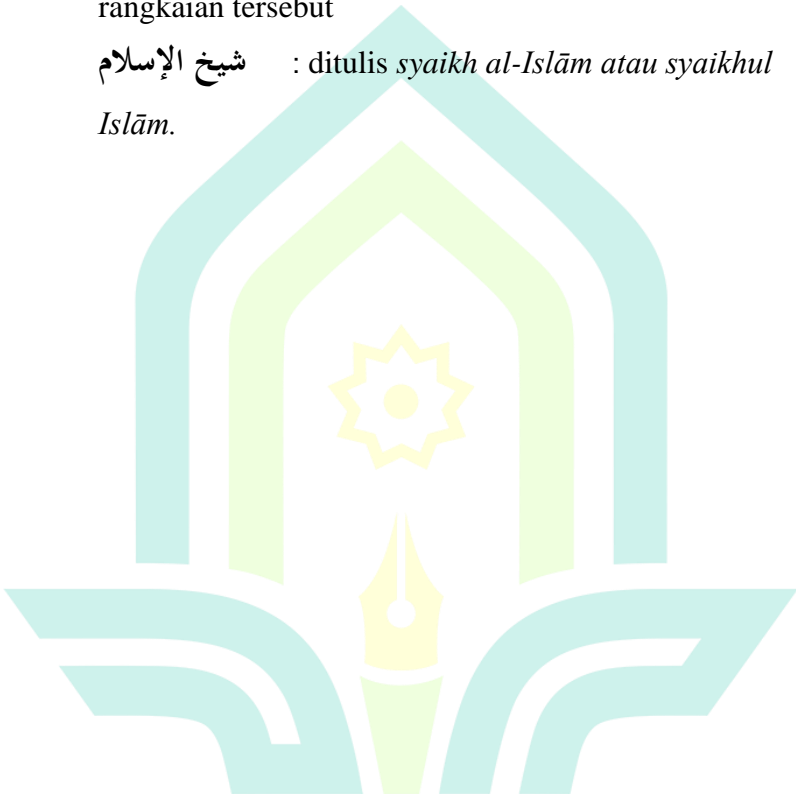 rangkaian tersebut
شيخ الإسلام : ditulis syaikh al-Islām atau syaikhul
Islām.